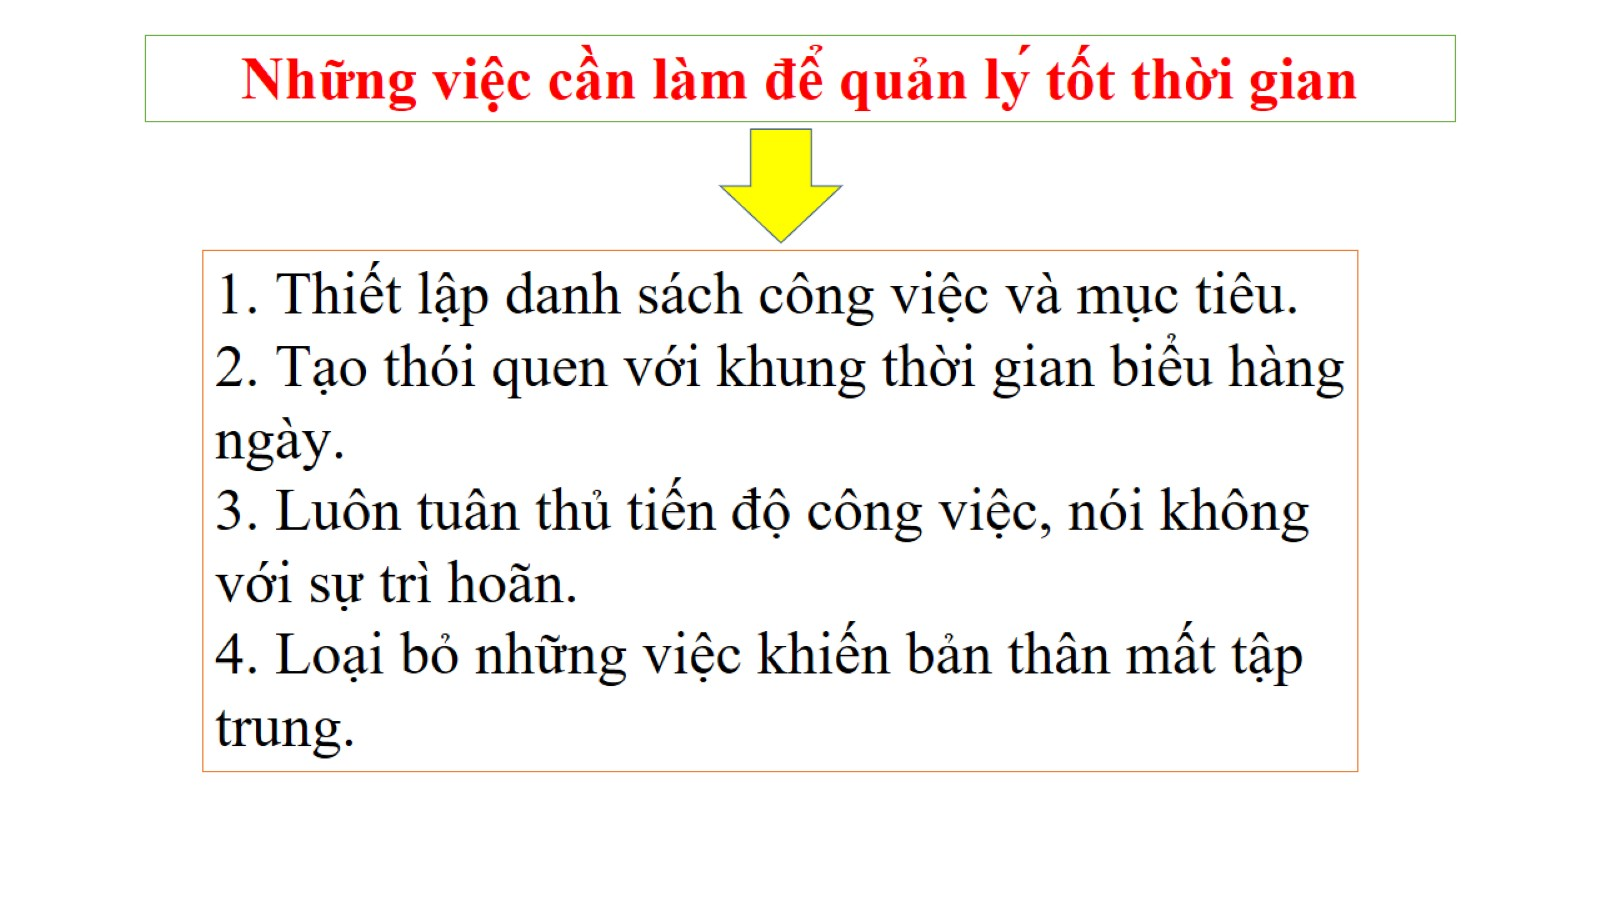 Những việc cần làm để quản lý tốt thời gian
1. Thiết lập danh sách công việc và mục tiêu.
2. Tạo thói quen với khung thời gian biểu hàng
ngày.
3. Luôn tuân thủ tiến độ công việc, nói không
với sự trì hoãn.
4. Loại bỏ những việc khiến bản thân mất tập
trung.